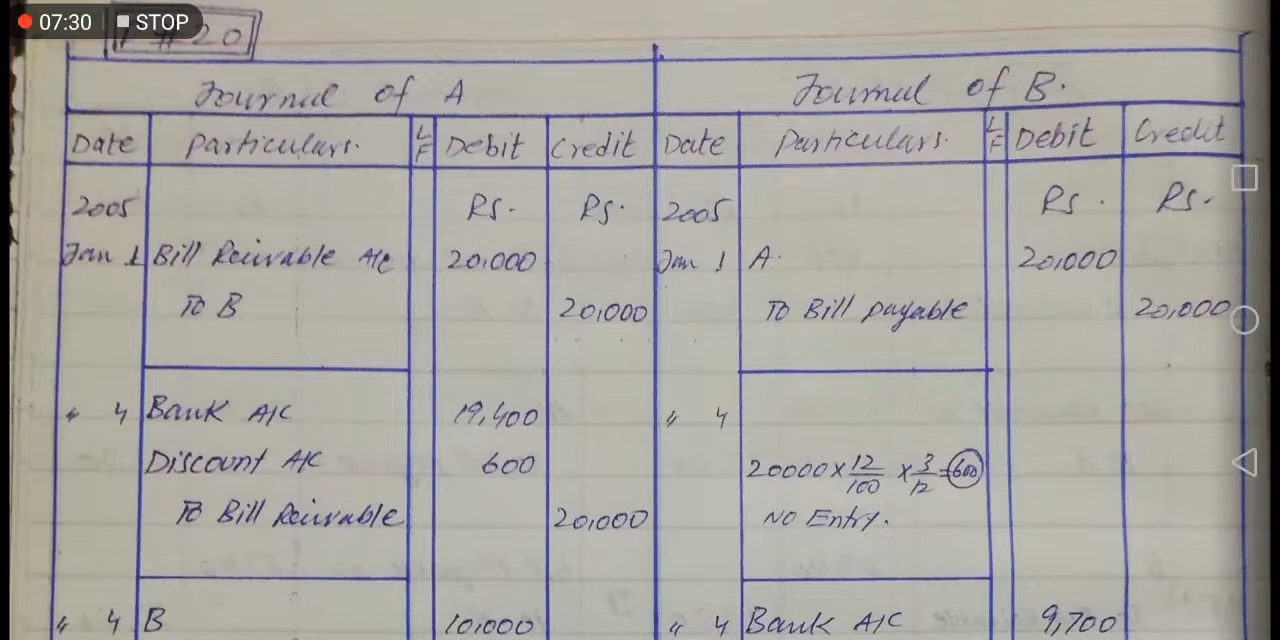 07:30 STOP
20
Journal of A
Journal of B.
Date Particulars. L F Debit Credit Date Particulars. L F Debit Credit
2005 Rs. Rs. 2005 Rs. Rs.
Jan 1 Bill Reivable A/c 20,000 Jan 1 A. 20,000
To B 20,000 To Bill payable 20,000
" 4 Bank A/C 19,400 " 4
Discount A/C 600 20000 × 12/100 × 3/12 = 600
To Bill Reivable 20,000 No Entry.
" 4 B 10,000 " 4 Bank A/C 9,700